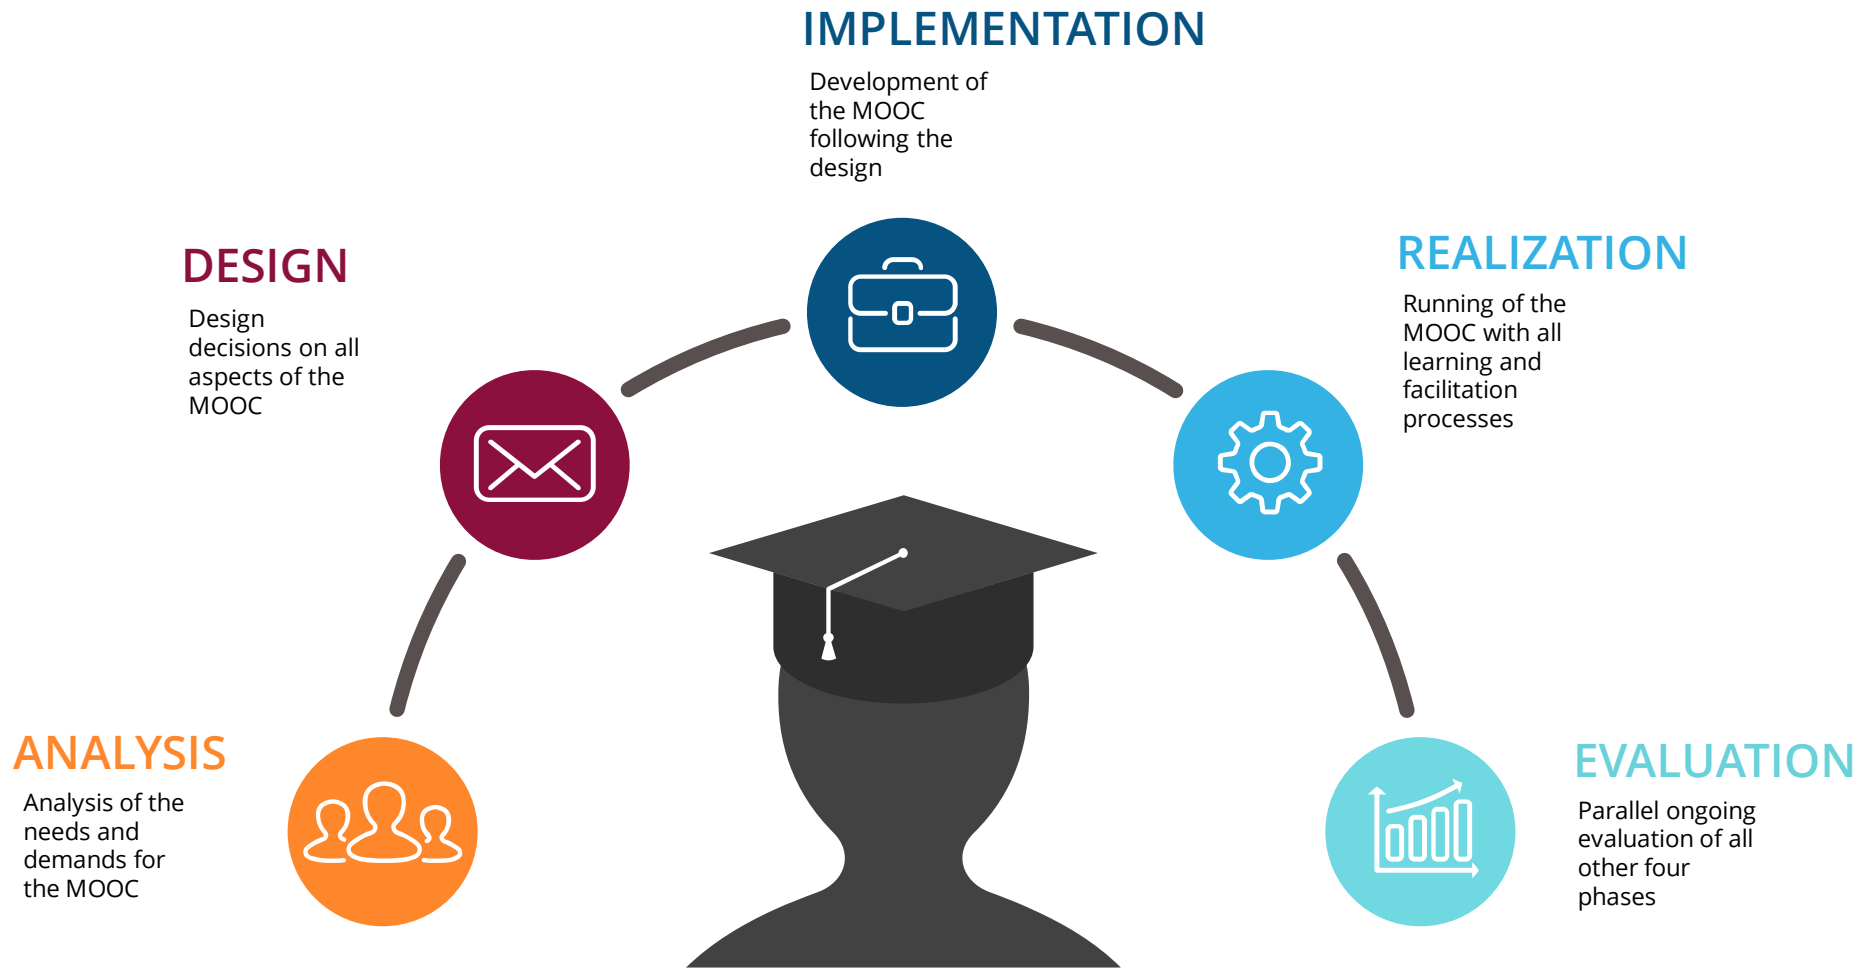 IMPLEMENTATION
Development of
the MOOC
following the
design
DESIGN
Design
decisions on all
aspects of the
MOOC
REALIZATION
Running of the
MOOC with all
learning and
facilitation
processes
ANALYSIS
Analysis of the
needs and
demands for
the MOOC
EVALUATION
Parallel ongoing
evaluation of all
other four
phases